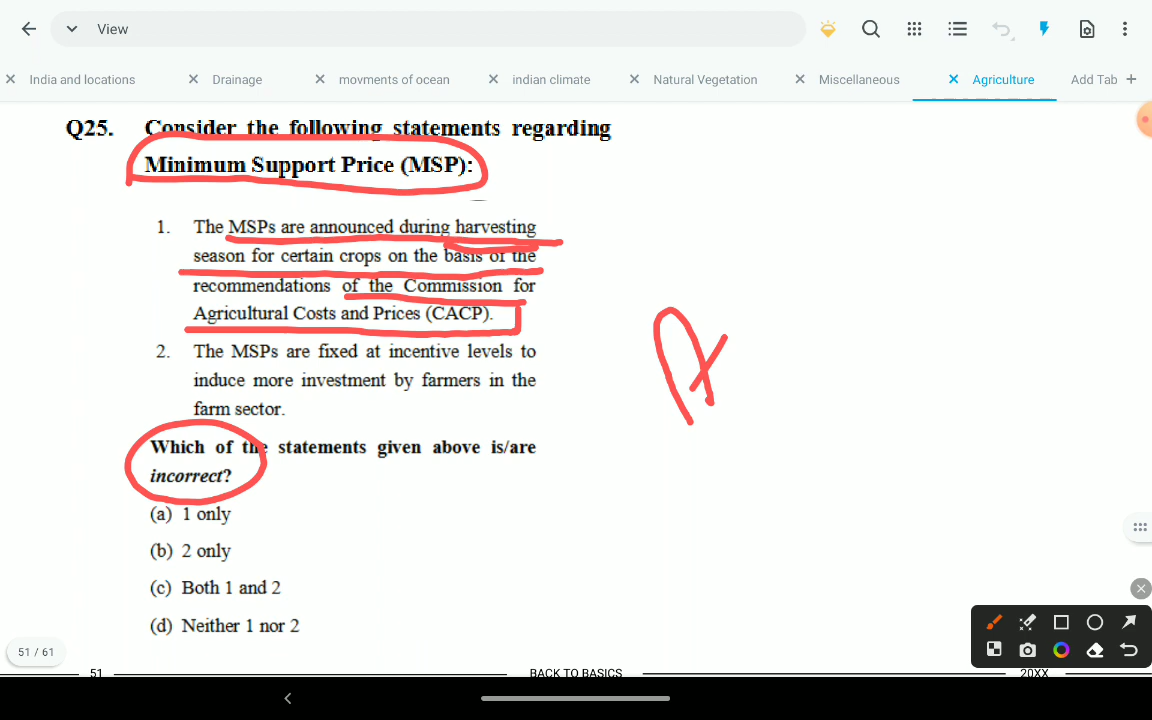 View
India and locations
Drainage
movments of ocean
indian climate
Natural Vegetation
Miscellaneous
Agriculture
Add Tab
Q25. Consider the following statements regarding
Minimum Support Price (MSP):
1. The MSPs are announced during harvesting
season for certain crops on the basis of the
recommendations of the Commission for
Agricultural Costs and Prices (CACP).
2. The MSPs are fixed at incentive levels to
induce more investment by farmers in the
farm sector.
Which of the statements given above is/are
incorrect?
(a) 1 only
(b) 2 only
(c) Both 1 and 2
(d) Neither 1 nor 2
51 / 61
51 BACK TO BASICS 20XX